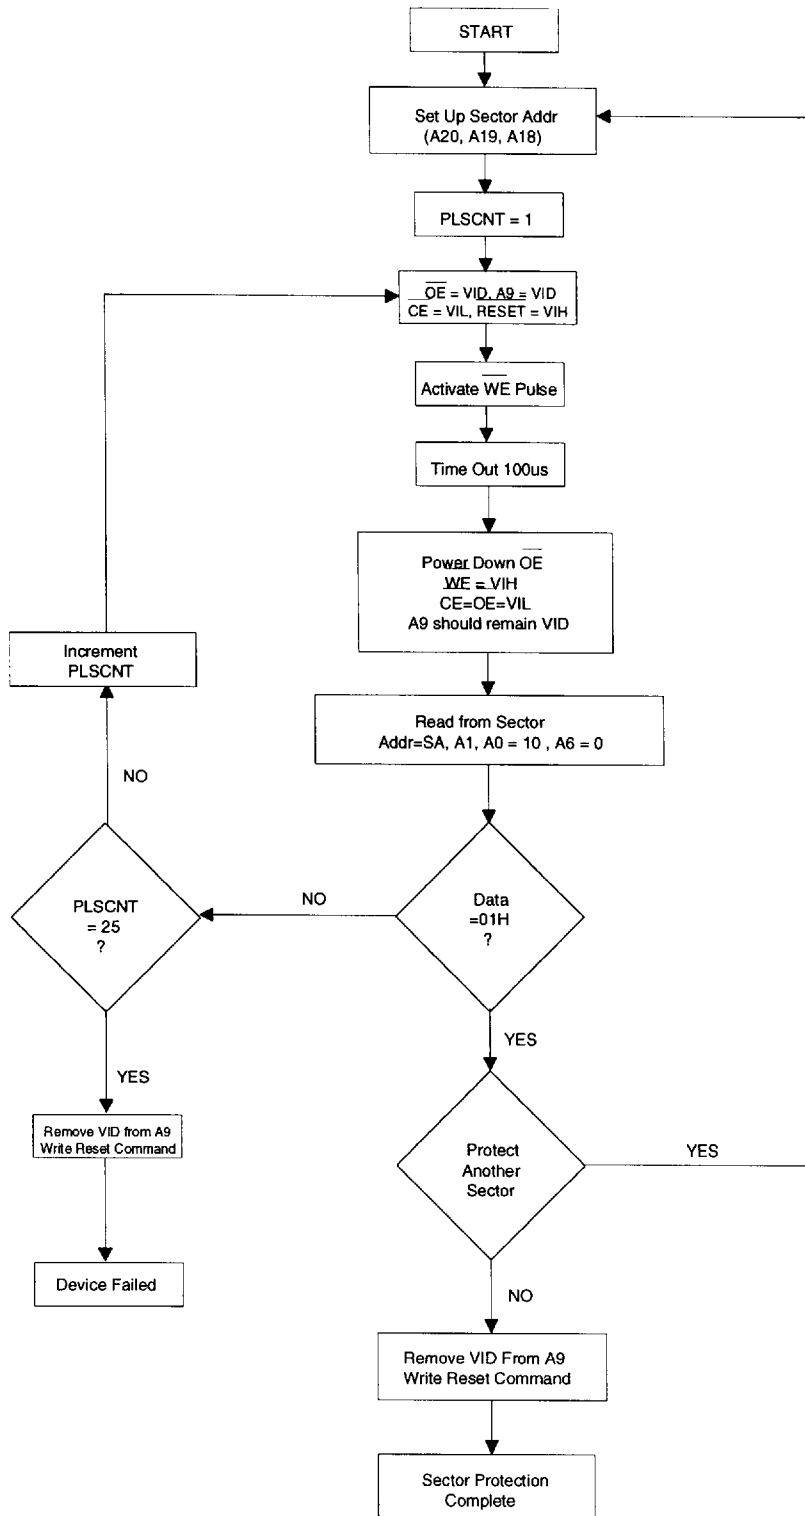 START
Set Up Sector Addr
(A20, A19, A18)
PLSCNT = 1
OE = VID, A9 = VID
CE = VIL, RESET = VIH
Activate WE Pulse
Time Out 100us
Power Down OE
WE = VIH
CE=OE=VIL
A9 should remain VID
Increment
PLSCNT
Read from Sector
Addr=SA, A1, A0 = 10 , A6 = 0
NO
PLSCNT
= 25
?
NO
Data
=01H
?
YES
YES
Remove VID from A9
Write Reset Command
Protect
Another
Sector
YES
Device Failed
NO
Remove VID From A9
Write Reset Command
Sector Protection
Complete